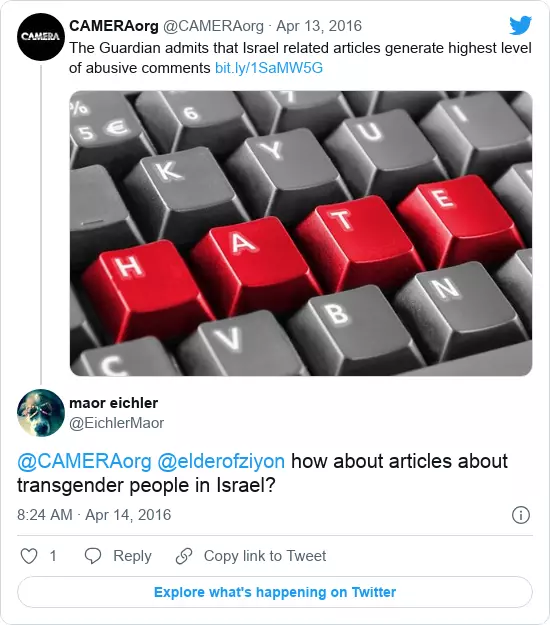 CAMERA
CAMERAorg @CAMERAorg · Apr 13, 2016
The Guardian admits that Israel related articles generate highest level
of abusive comments bit.ly/1SaMW5G
% 5 € 6 7
K Y U I
H A T E
C V B N
maor eichler
@EichlerMaor
@CAMERAorg @elderofziyon how about articles about
transgender people in Israel?
8:24 AM · Apr 14, 2016
1 Reply Copy link to Tweet
Explore what's happening on Twitter